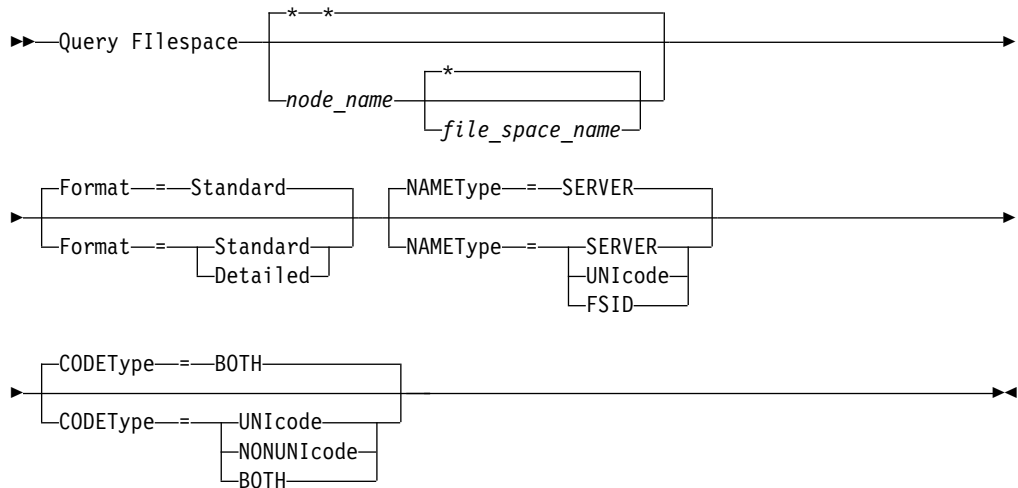 * *
Query FIlespace
*
node_name
file_space_name
Format = Standard NAMEType = SERVER
Format = Standard NAMEType = SERVER
Detailed UNIcode
FSID
CODEType = BOTH
CODEType = UNIcode
NONUNIcode
BOTH